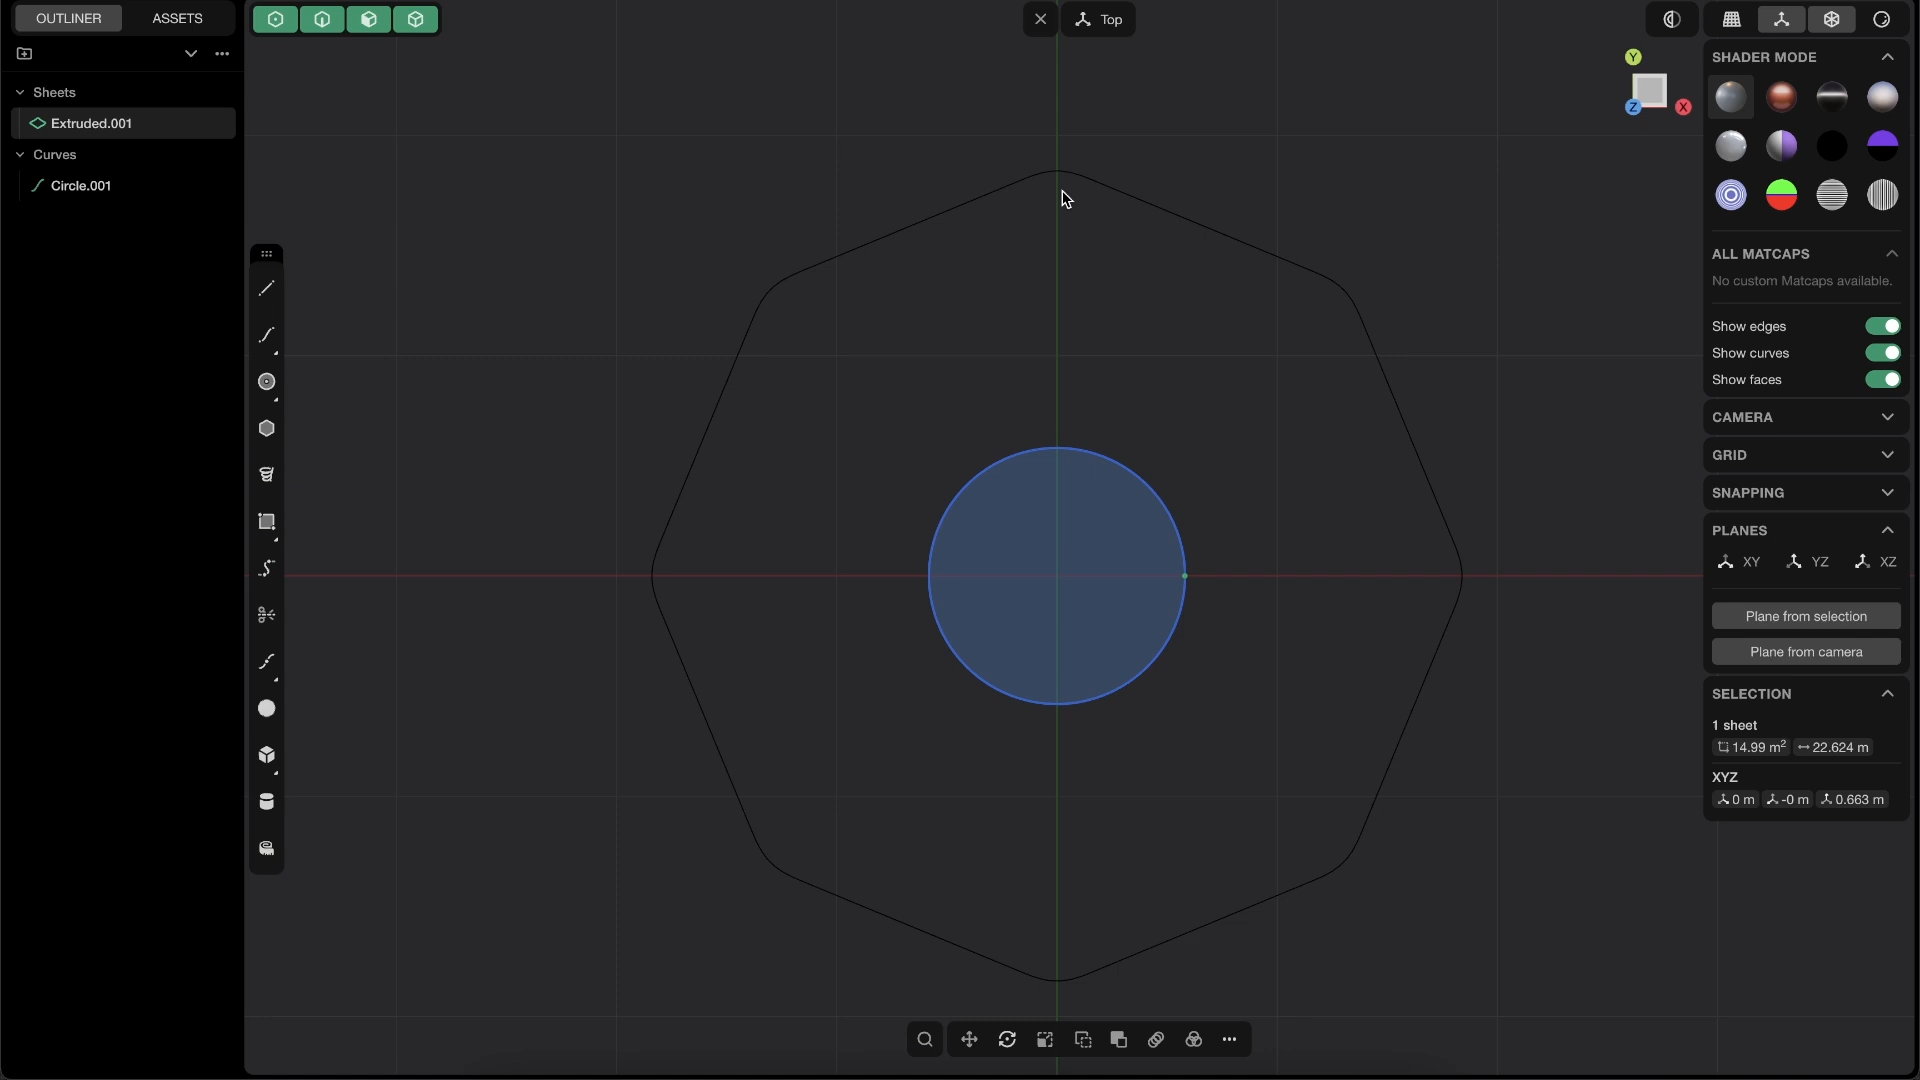 OUTLINER ASSETS
Sheets
Extruded.001
Curves
Circle.001
Top
Y
Z
X
SHADER MODE
ALL MATCAPS
No custom Matcaps available.
Show edges
Show curves
Show faces
CAMERA
GRID
SNAPPING
PLANES
XY YZ XZ
Plane from selection
Plane from camera
SELECTION
1 sheet
14.99 m² 22.624 m
XYZ
0 m -0 m 0.663 m